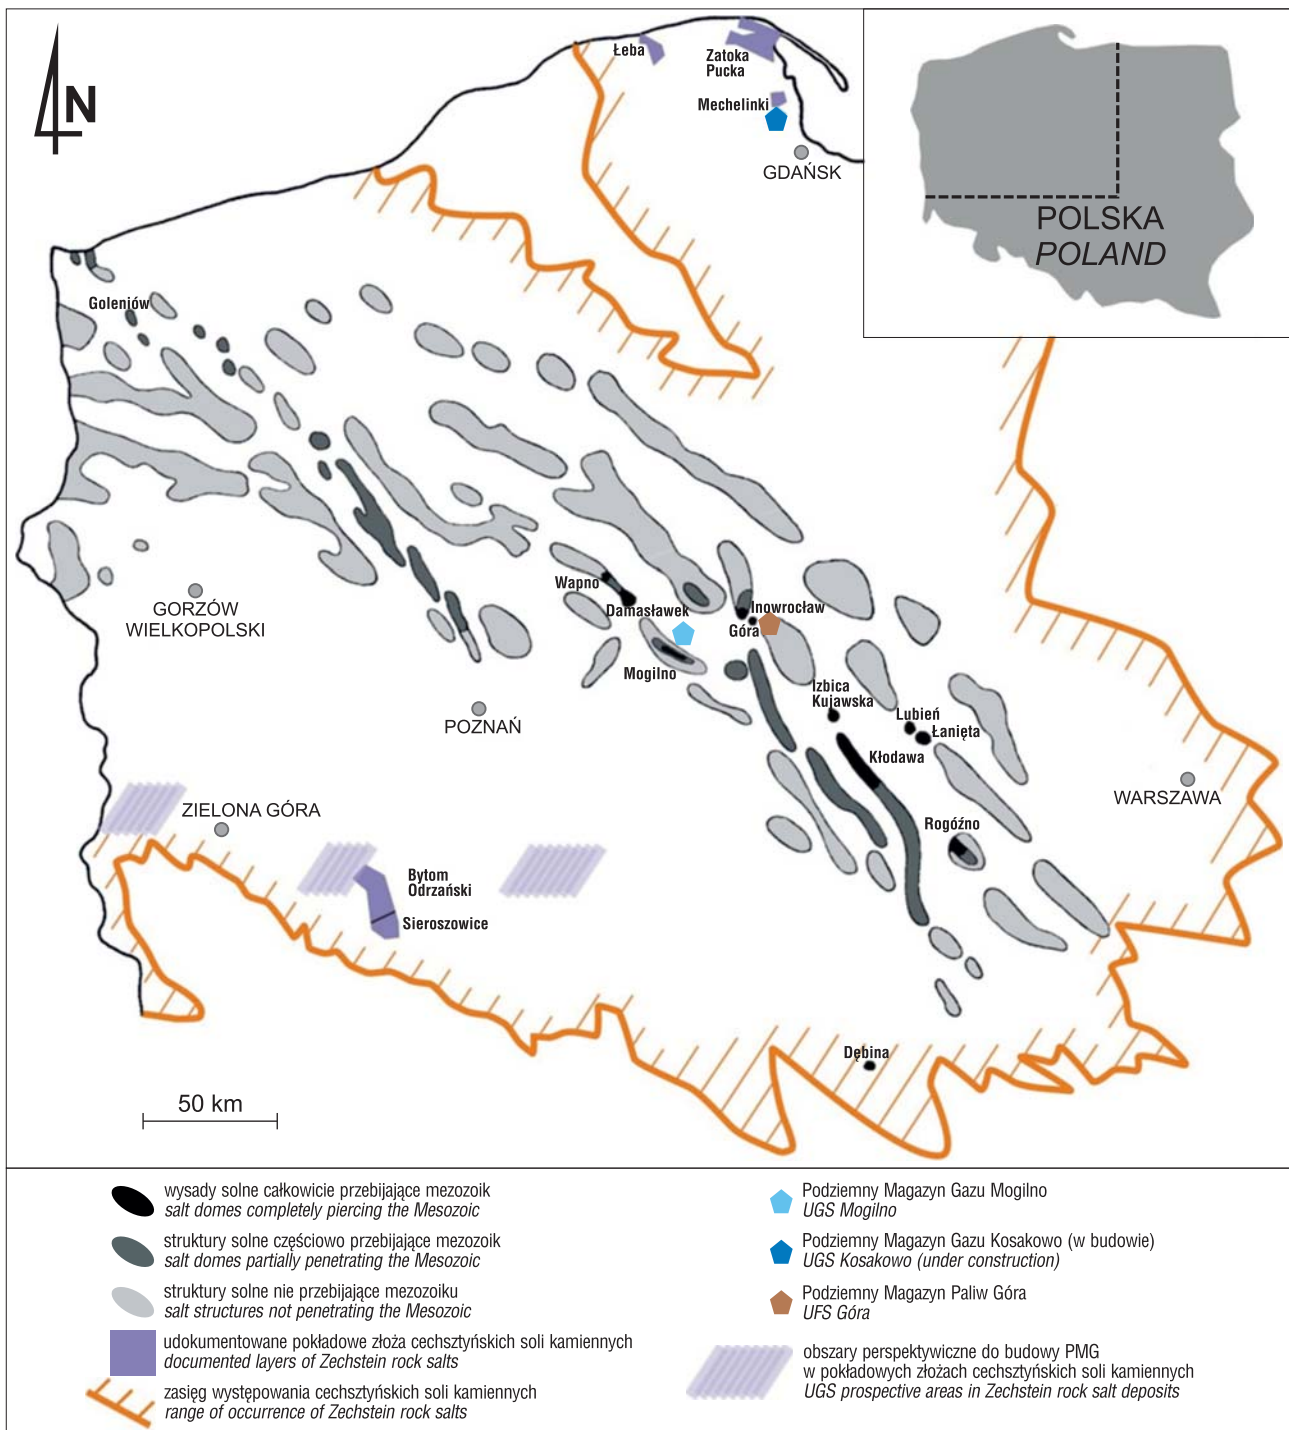 N
Łeba
Zatoka
Pucka
Mechelinki
GDAŃSK
POLSKA
POLAND
Goleniów
GORZÓW
WIELKOPOLSKI
Wapno
Damasławek
Inowrocław
Góra
Mogilno
Izbica
Kujawska
Lubień
Łanięta
POZNAŃ
Kłodawa
WARSZAWA
ZIELONA GÓRA
Rogóźno
Bytom
Odrzański
Sieroszowice
Dębina
50 km
wysady solne całkowicie przebijające mezozoik
salt domes completely piercing the Mesozoic
struktury solne częściowo przebijające mezozoik
salt domes partially penetrating the Mesozoic
struktury solne nie przebijające mezozoiku
salt structures not penetrating the Mesozoic
udokumentowane pokładowe złoża cechsztyńskich soli kamiennych
documented layers of Zechstein rock salts
zasięg występowania cechsztyńskich soli kamiennych
range of occurrence of Zechstein rock salts
Podziemny Magazyn Gazu Mogilno
UGS Mogilno
Podziemny Magazyn Gazu Kosakowo (w budowie)
UGS Kosakowo (under construction)
Podziemny Magazyn Paliw Góra
UFS Góra
obszary perspektywiczne do budowy PMG
w pokładowych złożach cechsztyńskich soli kamiennych
UGS prospective areas in Zechstein rock salt deposits